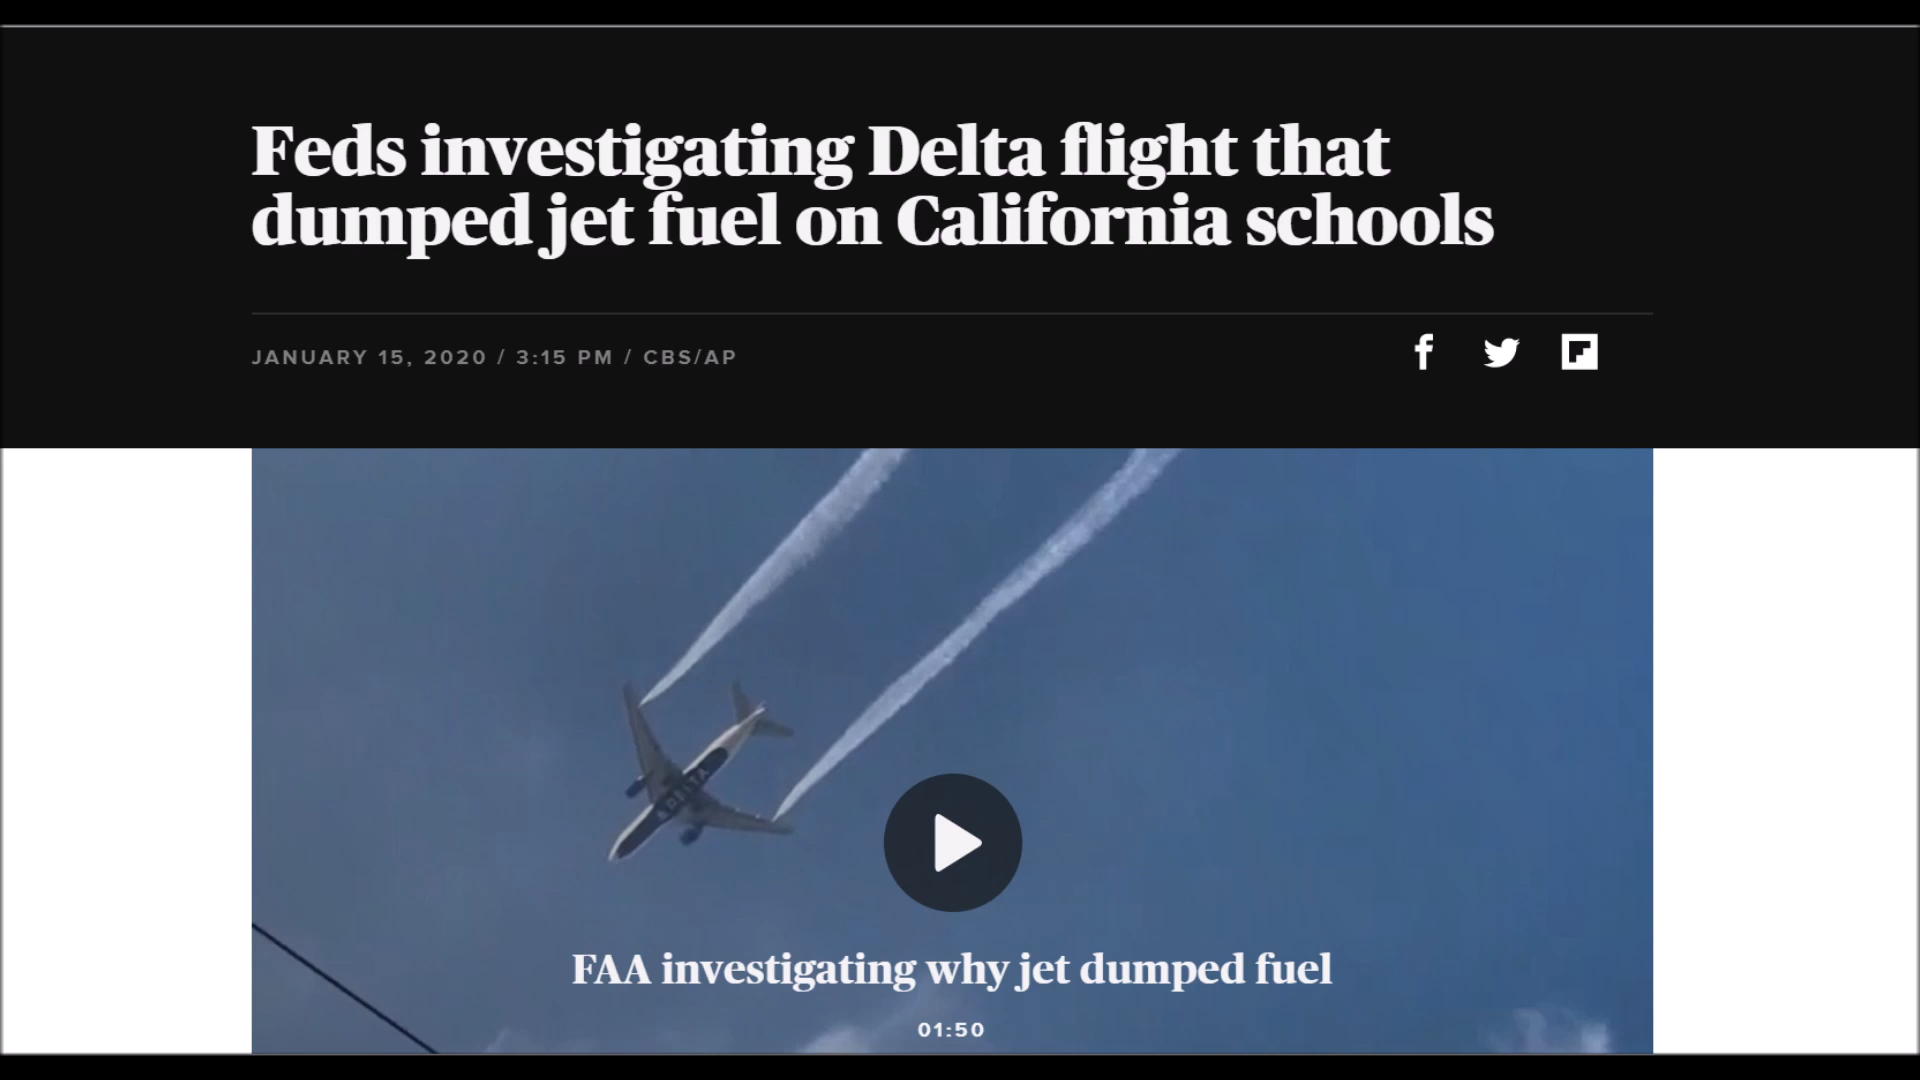 Feds investigating Delta flight that
dumped jet fuel on California schools
JANUARY 15, 2020 / 3:15 PM / CBS/AP
DELTA
FAA investigating why jet dumped fuel
01:50